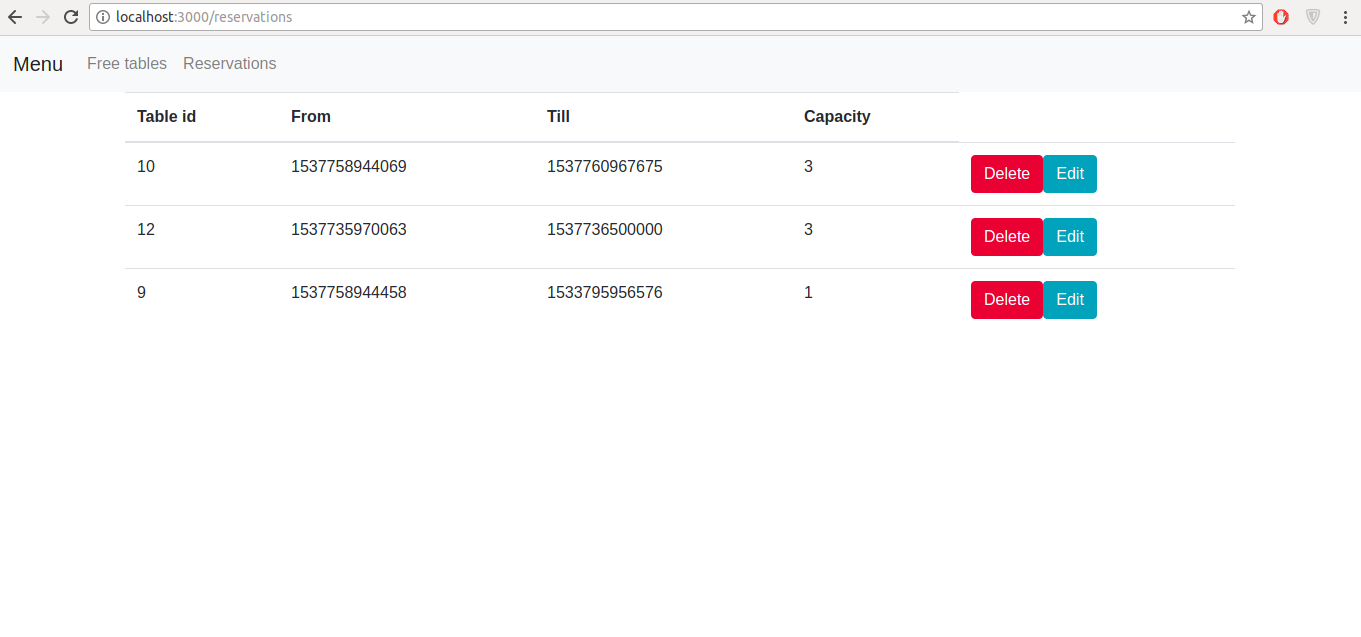 localhost:3000/reservations
Menu Free tables Reservations
Table id From Till Capacity
10 1537758944069 1537760967675 3 Delete Edit
12 1537735970063 1537736500000 3 Delete Edit
9 1537758944458 1533795956576 1 Delete Edit